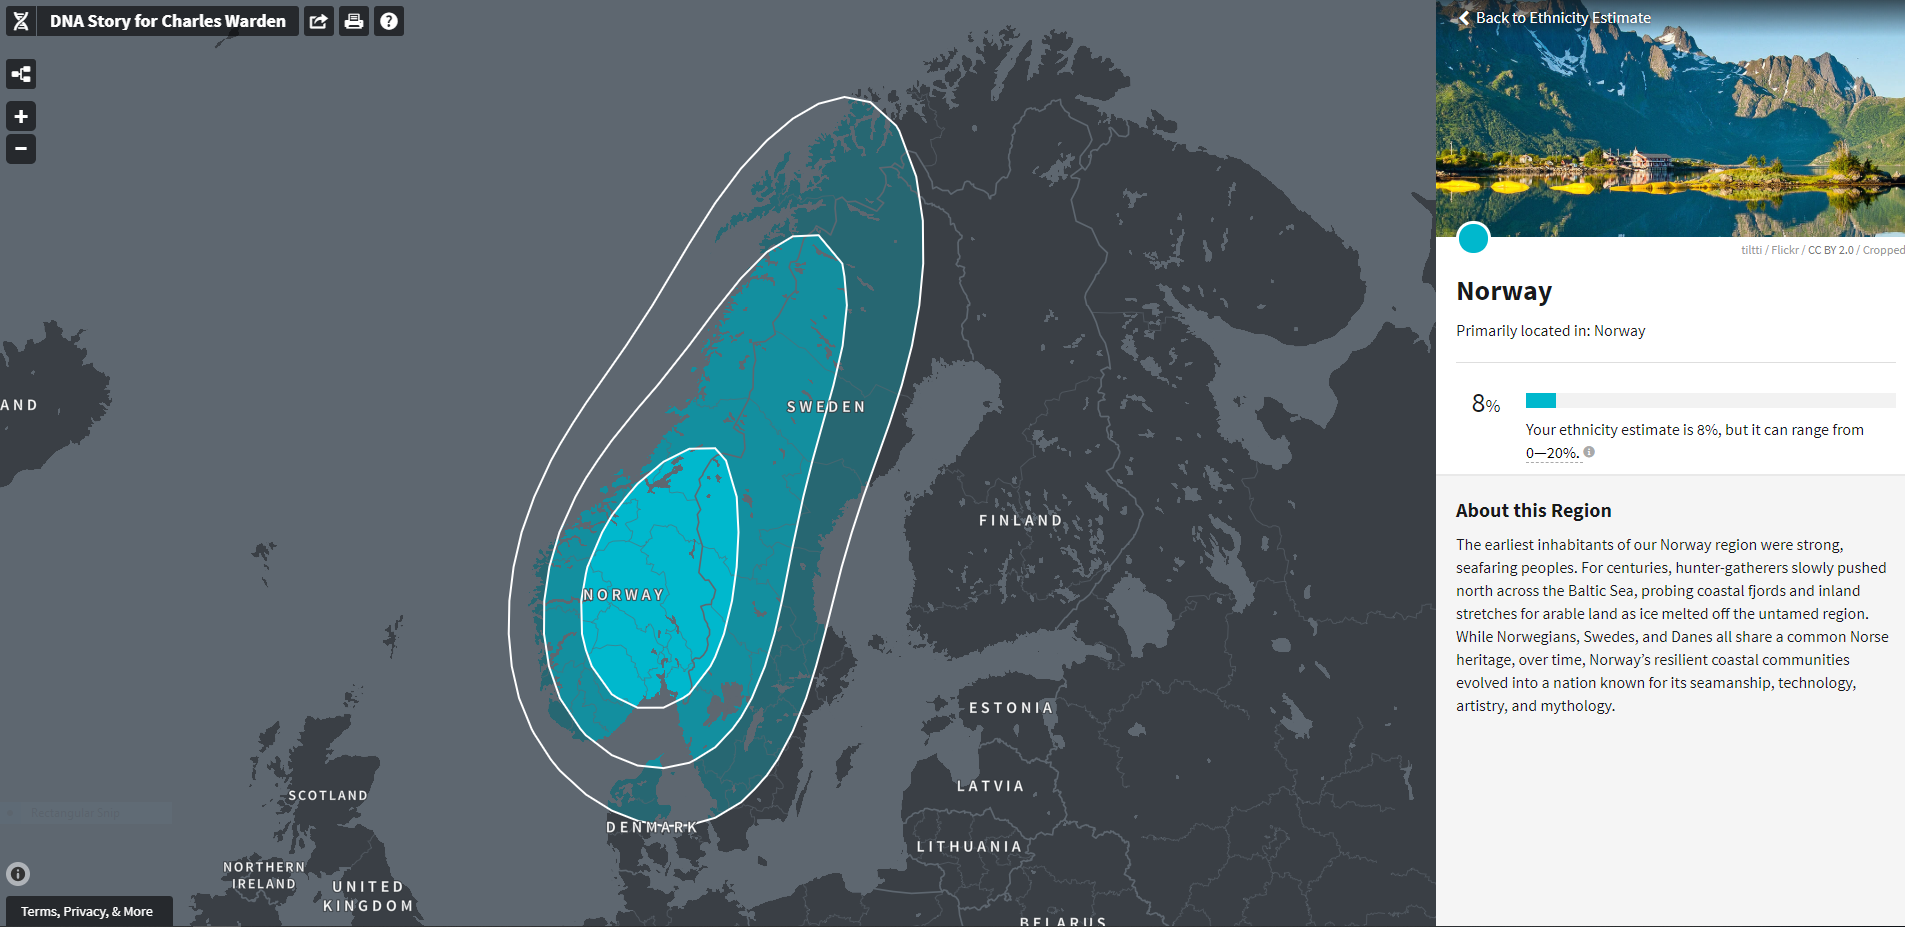 DNA Story for Charles Warden
Back to Ethnicity Estimate
tiltti / Flickr / CC BY 2.0 / Cropped
Norway
Primarily located in: Norway
8%
Your ethnicity estimate is 8%, but it can range from
0—20%.
About this Region
The earliest inhabitants of our Norway region were strong,
seafaring peoples. For centuries, hunter-gatherers slowly pushed
north across the Baltic Sea, probing coastal fjords and inland
stretches for arable land as ice melted off the untamed region.
While Norwegians, Swedes, and Danes all share a common Norse
heritage, over time, Norway’s resilient coastal communities
evolved into a nation known for its seamanship, technology,
artistry, and mythology.
AND
SWEDEN
FINLAND
NORWAY
ESTONIA
LATVIA
SCOTLAND
Rectangular Snip
DENMARK
LITHUANIA
NORTHERN
IRELAND
UNITED
KINGDOM
BELARUS
Terms, Privacy, & More